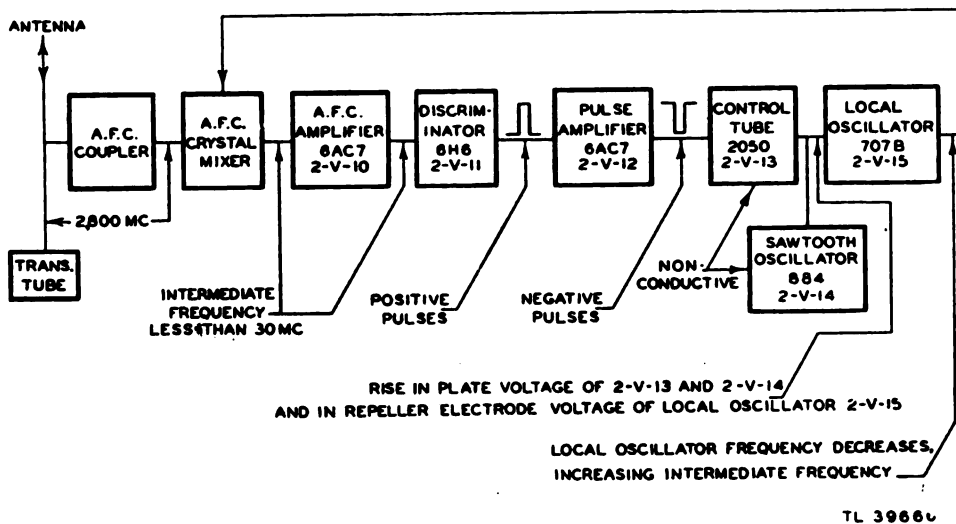 ANTENNA
A.F.C.
COUPLER
A.F.C.
CRYSTAL
MIXER
A.F.C.
AMPLIFIER
6AC7
2-V-10
DISCRIM-
INATOR
6H6
2-V-11
PULSE
AMPLIFIER
6AC7
2-V-12
CONTROL
TUBE
2050
2-V-13
LOCAL
OSCILLATOR
707B
2-V-15
2,800 MC
TRANS.
TUBE
SAWTOOTH
OSCILLATOR
884
2-V-14
NON-
CONDUCTIVE
INTERMEDIATE
FREQUENCY
LESS THAN 30 MC
POSITIVE
PULSES
NEGATIVE
PULSES
RISE IN PLATE VOLTAGE OF 2-V-13 AND 2-V-14
AND IN REPELLER ELECTRODE VOLTAGE OF LOCAL OSCILLATOR 2-V-15
LOCAL OSCILLATOR FREQUENCY DECREASES,
INCREASING INTERMEDIATE FREQUENCY
TL